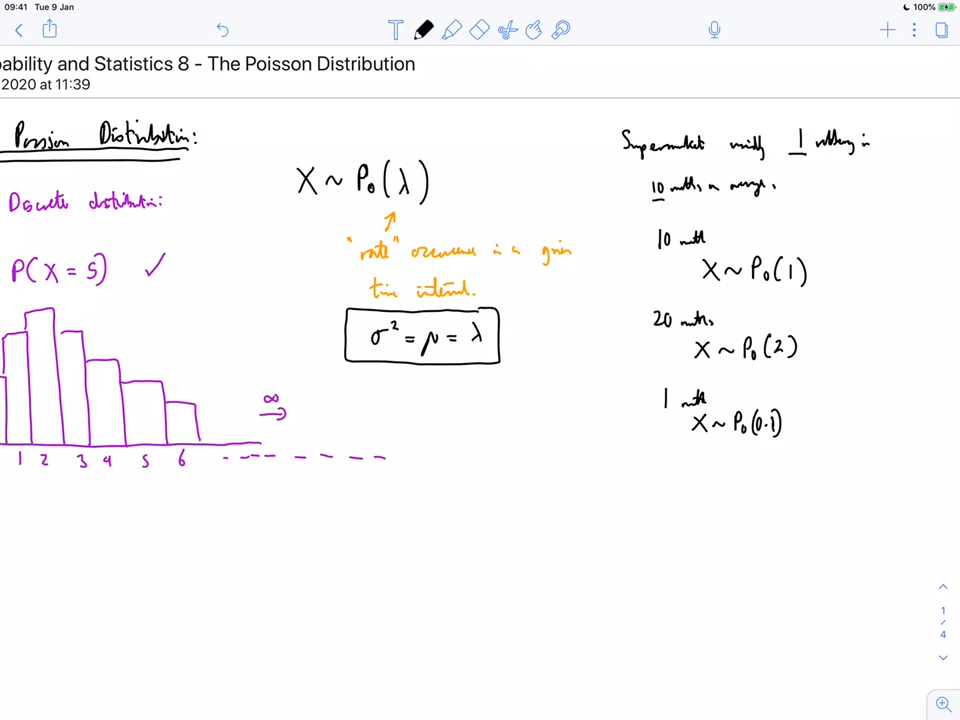 09:41 Tue 9 Jan
100%
ability and Statistics 8 - The Poisson Distribution
2020 at 11:39
Poisson Distribution:
Discrete distribution:
P(X = 5) ✓
1 2 3 4 5 6
∞
X ~ Po(λ)
"rate" occurrence in a given
time interval.
σ² = μ = λ
Supermarket 1 robbery in
10 months on average.
10 month
X ~ Po(1)
20 months
X ~ Po(2)
1 month
X ~ Po(0.1)
1
/
4